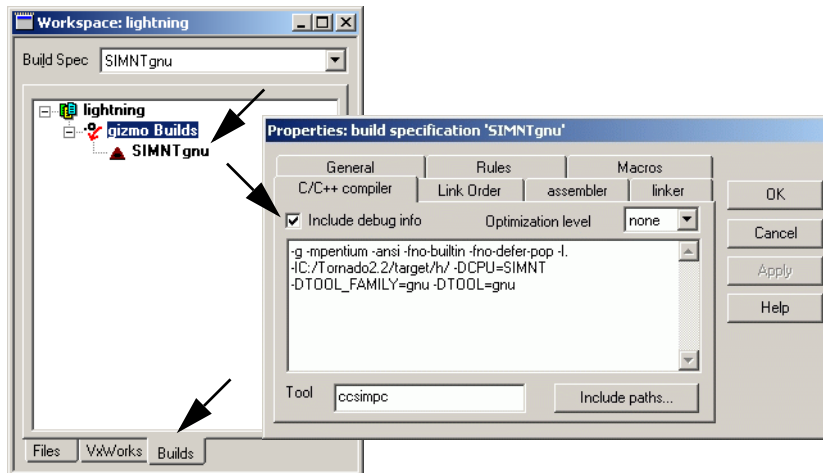 Workspace: lightning
Build Spec SIMNTgnu
lightning
gizmo Builds
SIMNTgnu
Files VxWorks Builds
Properties: build specification 'SIMNTgnu'
General Rules Macros
C/C++ compiler Link Order assembler linker
Include debug info Optimization level none
-g -mpentium -ansi -fno-builtin -fno-defer-pop -I.
-IC:/Tornado2.2/target/h/ -DCPU=SIMNT
-DTOOL_FAMILY=gnu -DTOOL=gnu
Tool ccsimpc Include paths...
OK
Cancel
Apply
Help